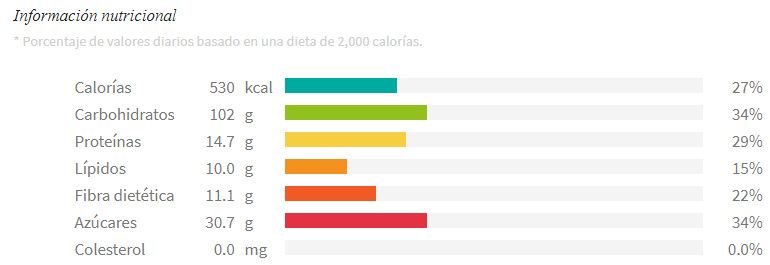 Información nutricional
* Porcentaje de valores diarios basado en una dieta de 2,000 calorías.
Calorías 530 kcal 27%
Carbohidratos 102 g 34%
Proteínas 14.7 g 29%
Lípidos 10.0 g 15%
Fibra dietética 11.1 g 22%
Azúcares 30.7 g 34%
Colesterol 0.0 mg 0.0%